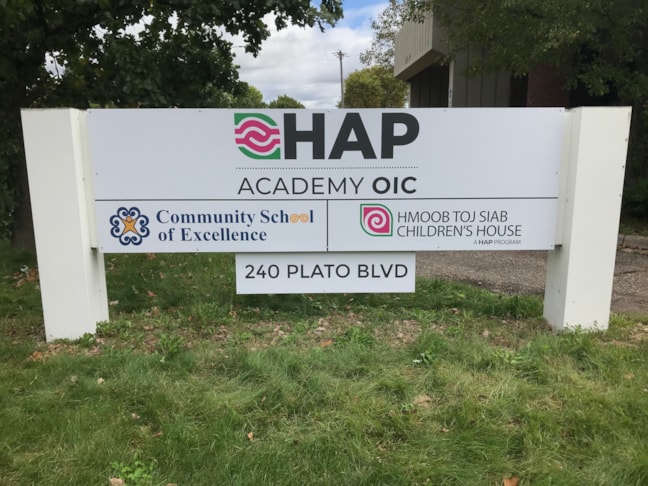 HAP
ACADEMY OIC
Community School
of Excellence
HMOOB TOJ SIAB
CHILDREN'S HOUSE
A HAP PROGRAM
240 PLATO BLVD